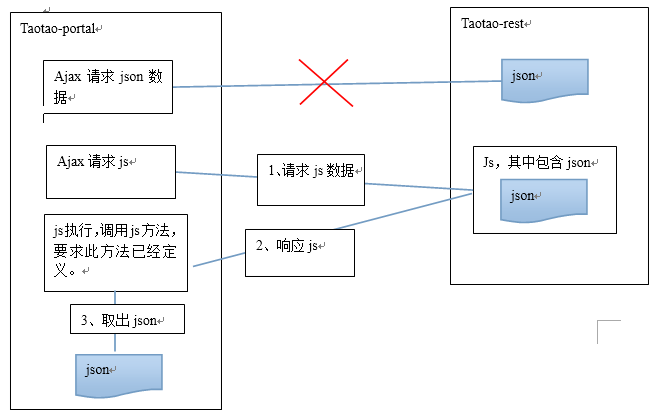 Taotao-portal
Taotao-rest
Ajax 请求 json 数
据
json
Ajax 请求 js
1、请求 js 数据
Js，其中包含 json
json
js执行，调用js方法，
要求此方法已经定
义。
2、响应 js
3、取出 json
json